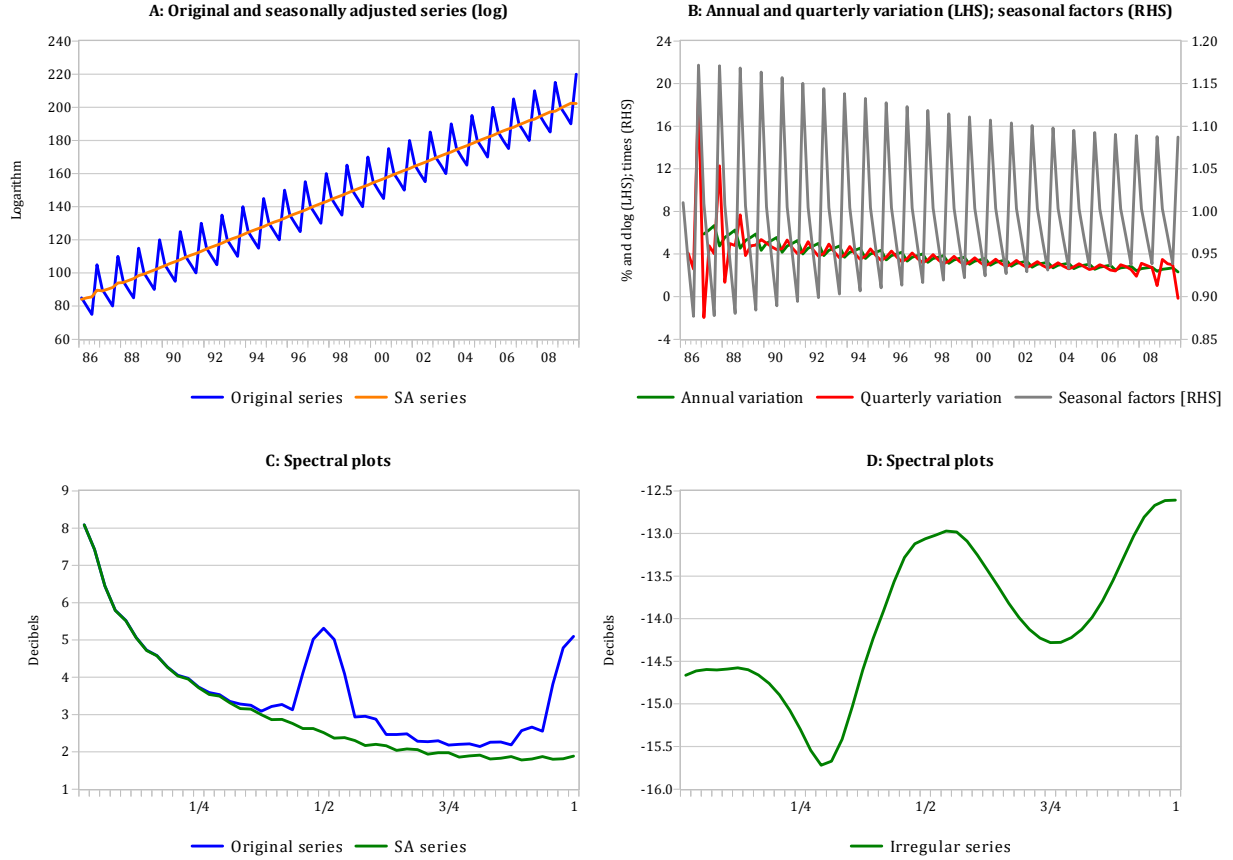 A: Original and seasonally adjusted series (log)
240
220
200
180
160
140
120
100
80
60
Logarithm
86 88 90 92 94 96 98 00 02 04 06 08
Original series SA series
B: Annual and quarterly variation (LHS); seasonal factors (RHS)
24
20
16
12
8
4
0
-4
% and dlog (LHS); times (RHS)
1.20
1.15
1.10
1.05
1.00
0.95
0.90
0.85
86 88 90 92 94 96 98 00 02 04 06 08
Annual variation Quarterly variation Seasonal factors [RHS]
C: Spectral plots
9
8
7
6
5
4
3
2
1
Decibels
1/4 1/2 3/4 1
Original series SA series
D: Spectral plots
-12.5
-13.0
-13.5
-14.0
-14.5
-15.0
-15.5
-16.0
Decibels
1/4 1/2 3/4 1
Irregular series